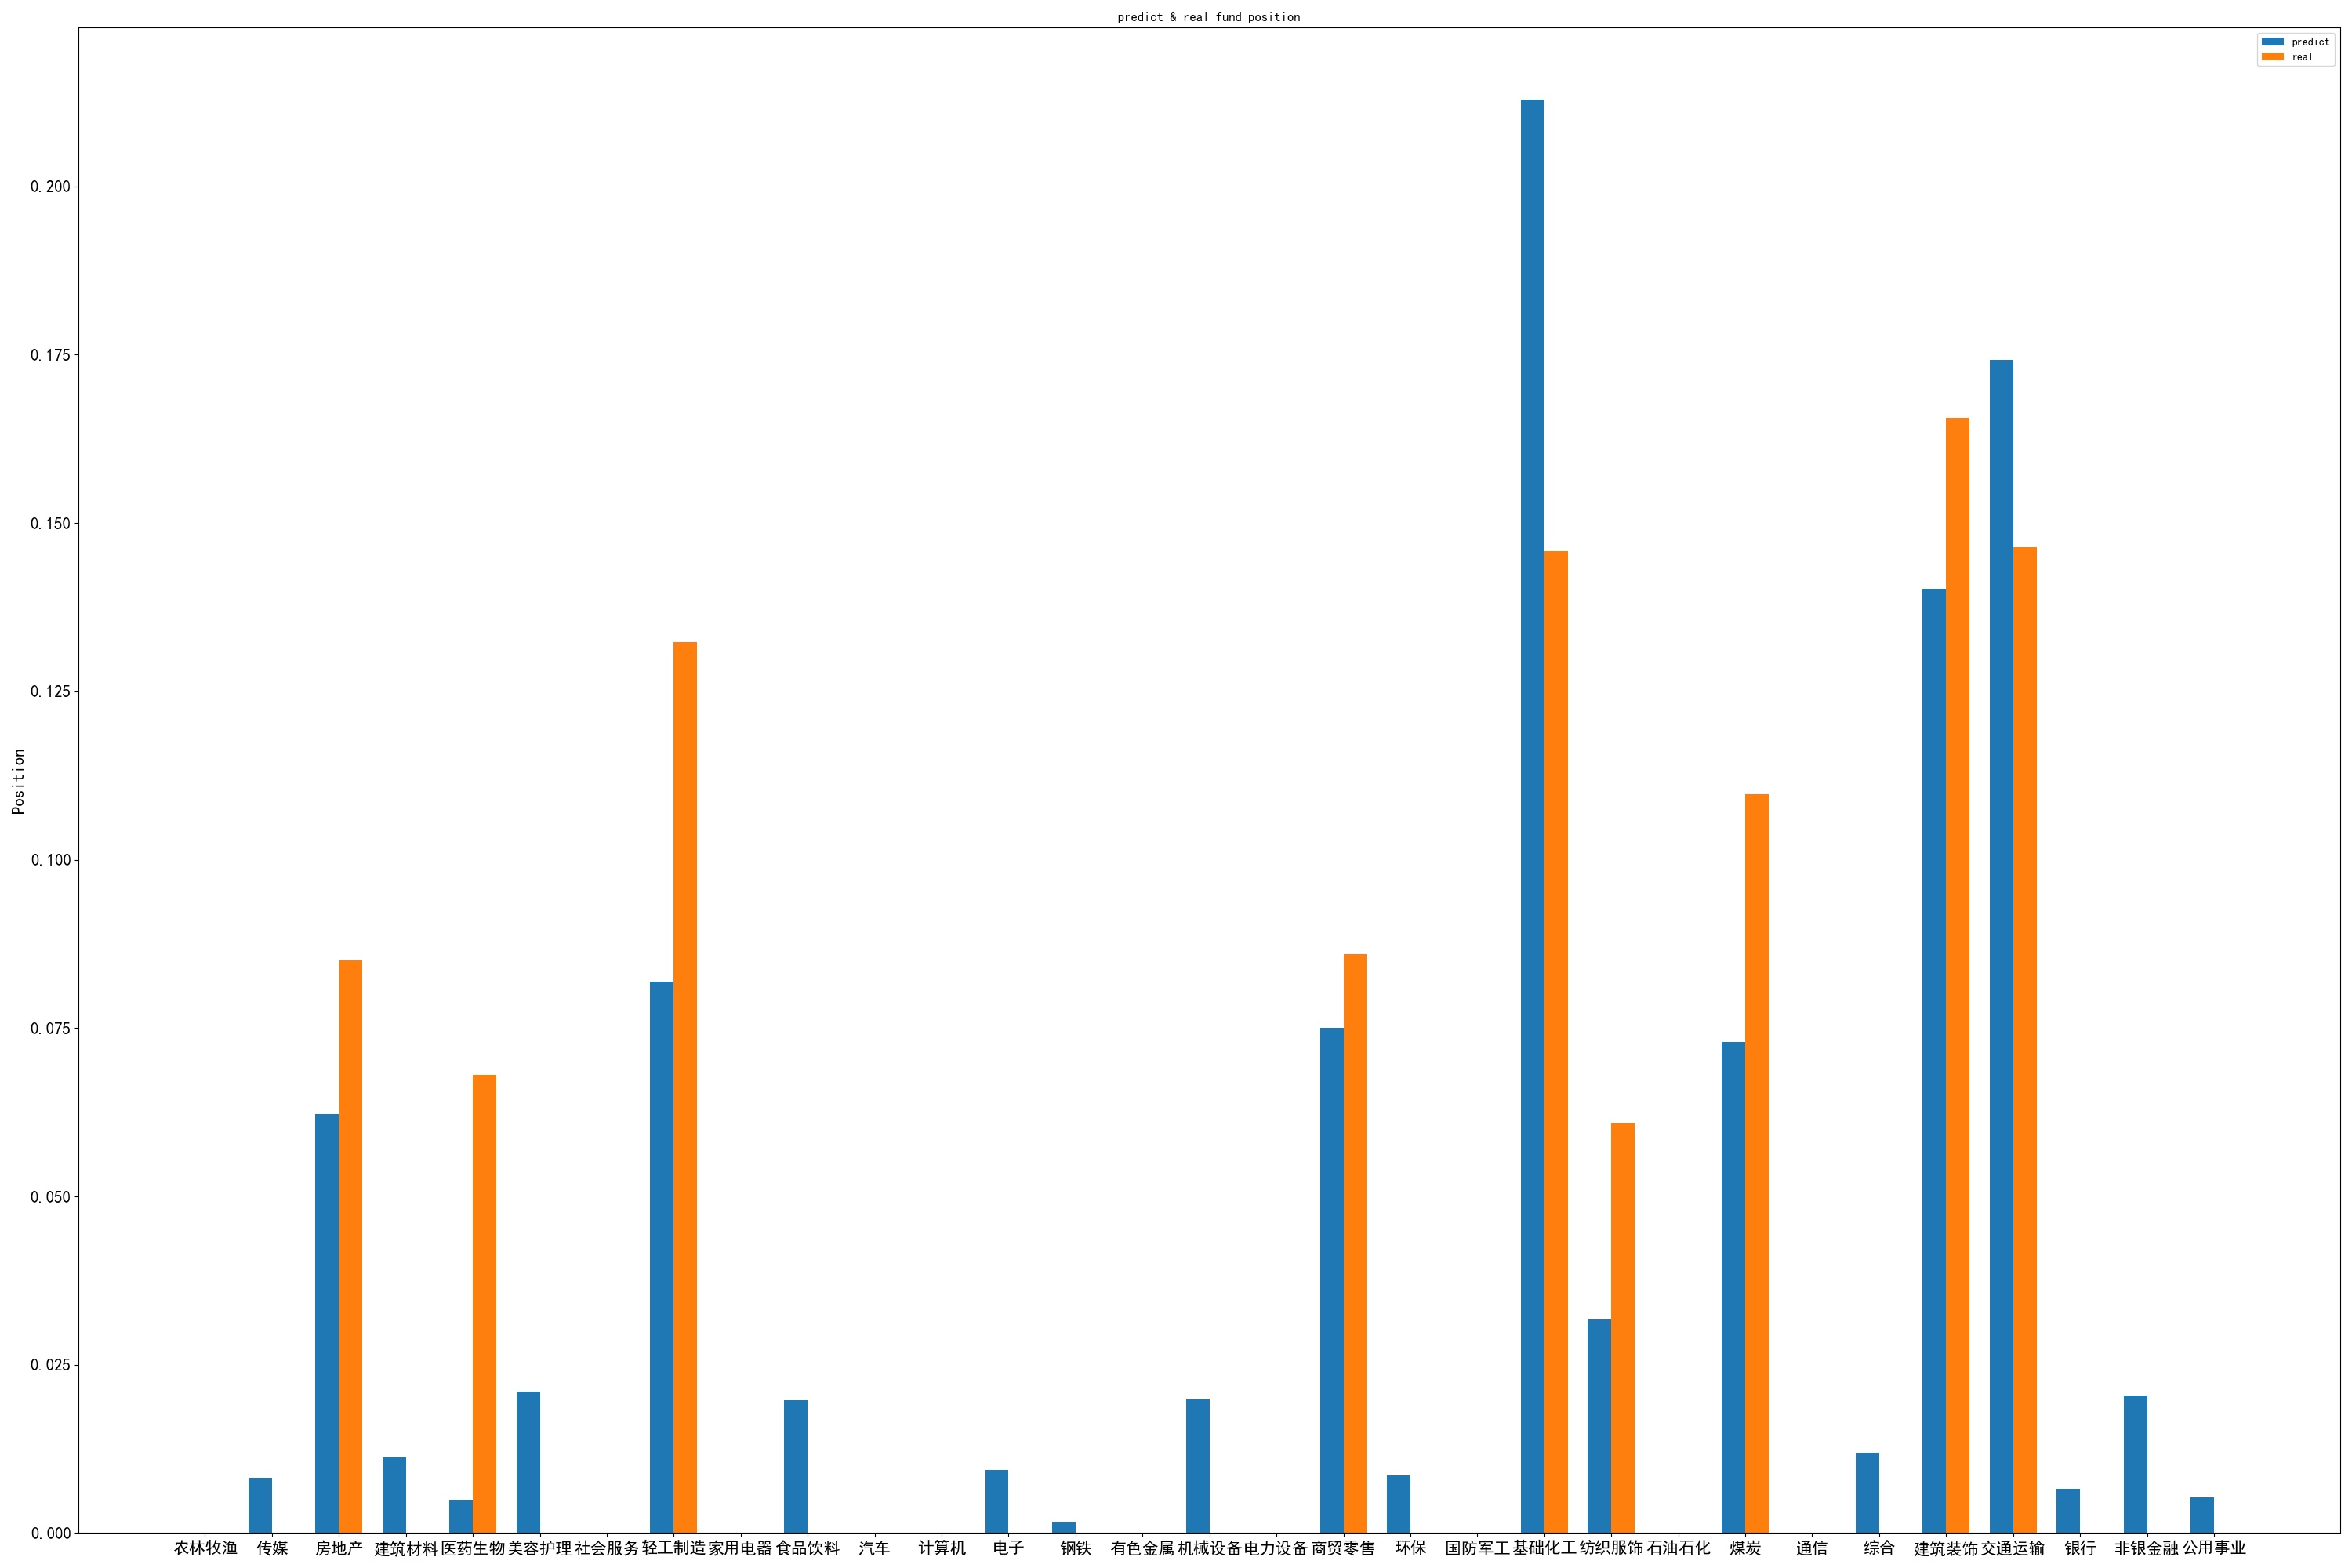 predict & real fund position
predict
real
0.200
0.175
0.150
0.125
0.100
0.075
0.050
0.025
0.000
Position
农林牧渔 传媒 房地产 建筑材料 医药生物 美容护理 社会服务 轻工制造 家用电器 食品饮料 汽车 计算机 电子 钢铁 有色金属 机械设备 电力设备 商贸零售 环保 国防军工 基础化工 纺织服饰 石油石化 煤炭 通信 综合 建筑装饰 交通运输 银行 非银金融 公用事业